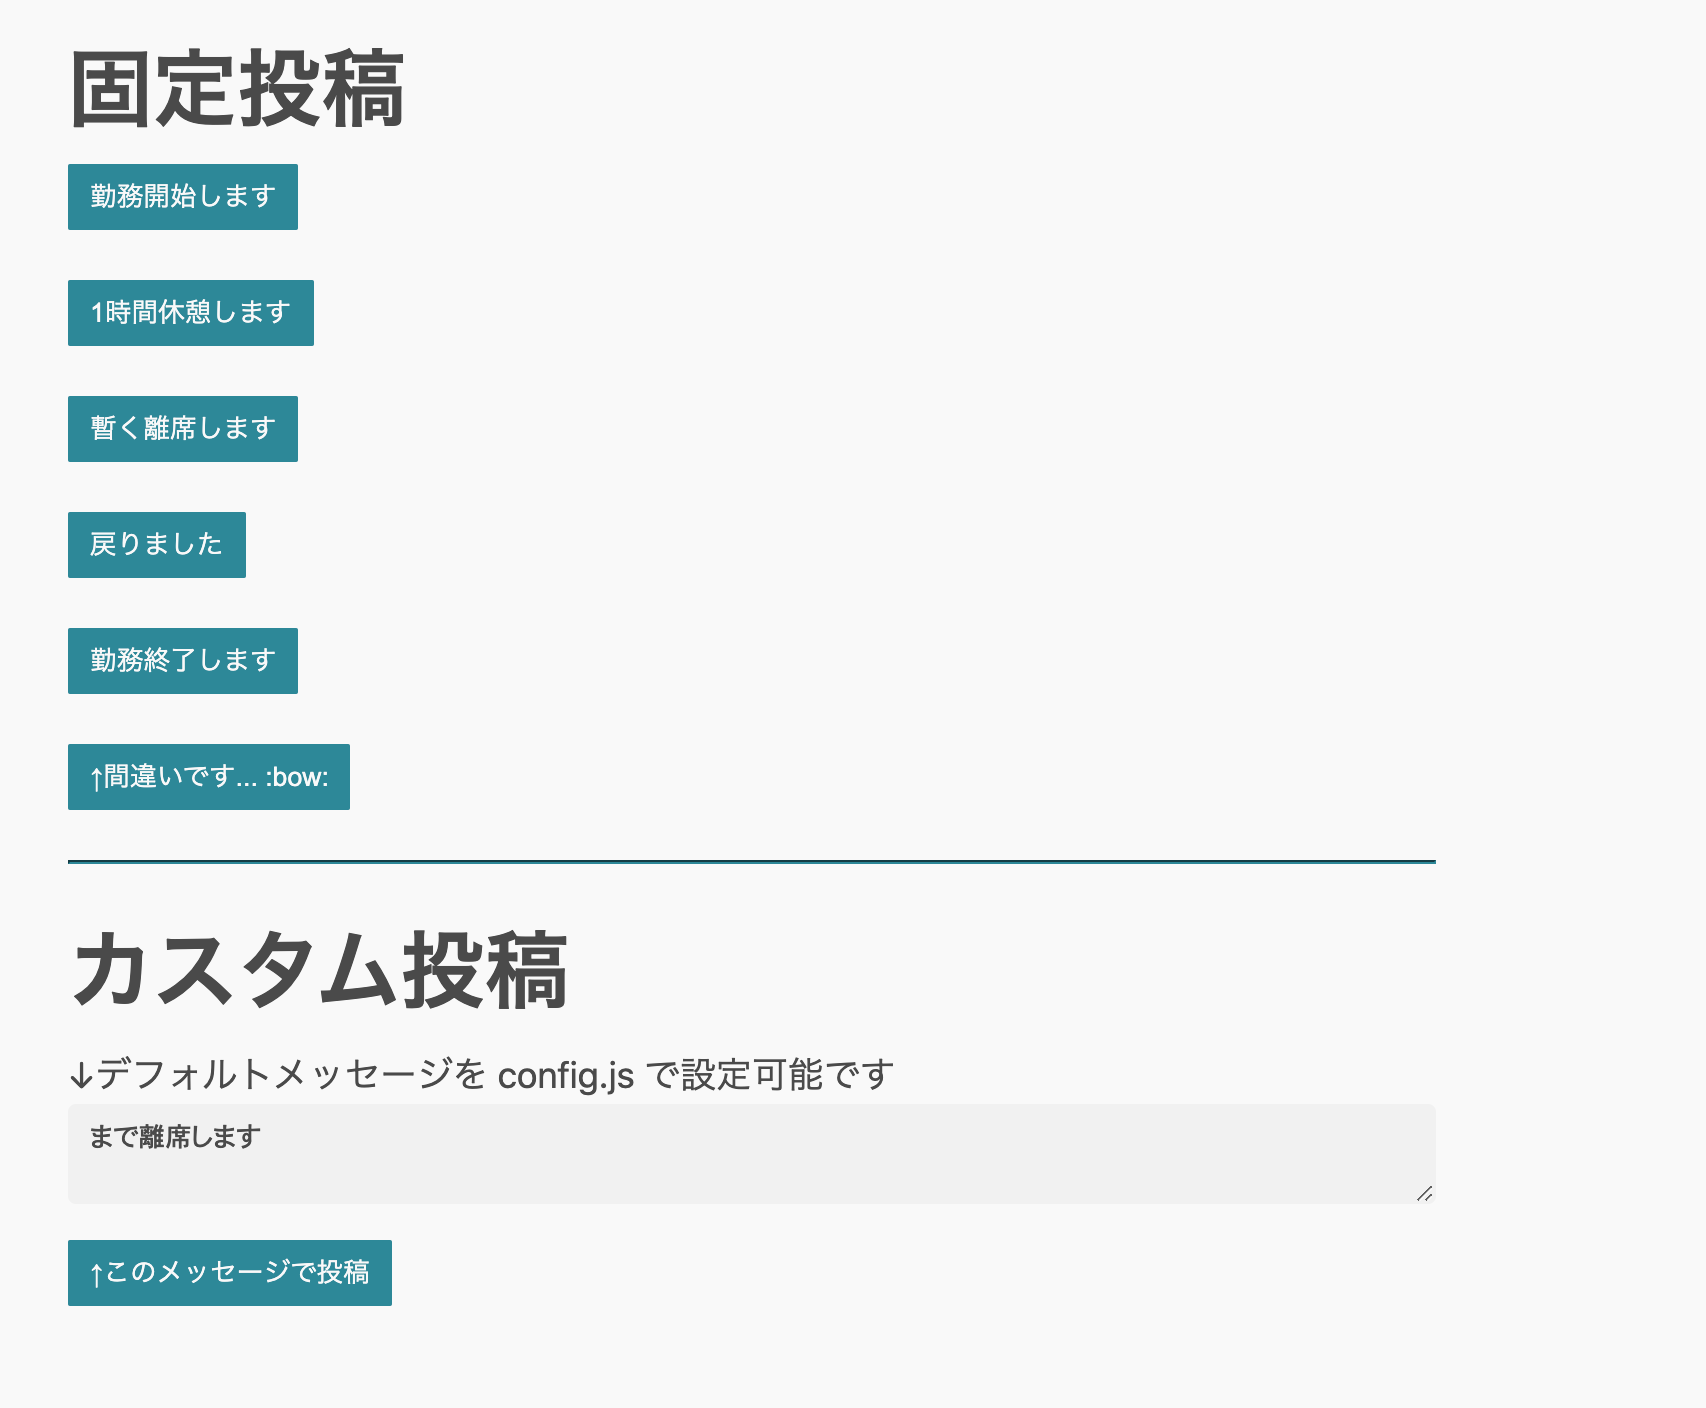 固定投稿
勤務開始します
1時間休憩します
暫く離席します
戻りました
勤務終了します
↑間違いです... :bow:
カスタム投稿
↓デフォルトメッセージを config.js で設定可能です
まで離席します
↑このメッセージで投稿